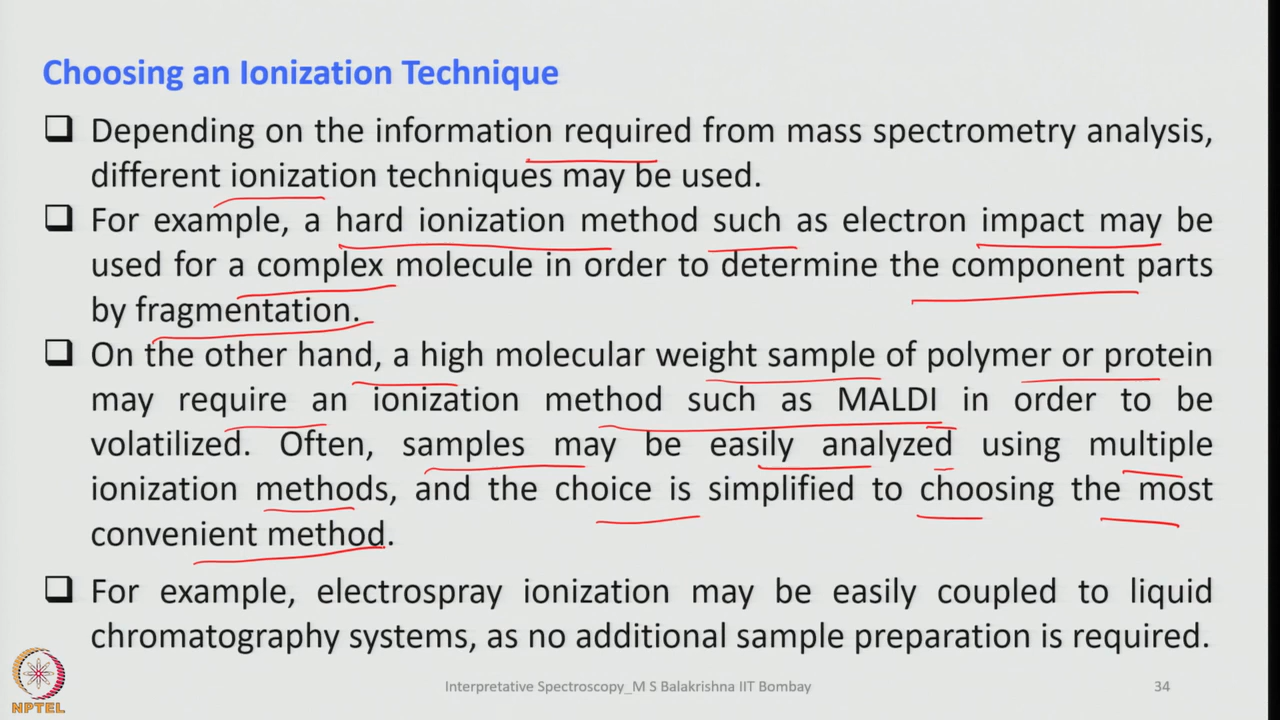 Choosing an Ionization Technique
❑ Depending on the information required from mass spectrometry analysis,
different ionization techniques may be used.
❑ For example, a hard ionization method such as electron impact may be
used for a complex molecule in order to determine the component parts
by fragmentation.
❑ On the other hand, a high molecular weight sample of polymer or protein
may require an ionization method such as MALDI in order to be
volatilized. Often, samples may be easily analyzed using multiple
ionization methods, and the choice is simplified to choosing the most
convenient method.
❑ For example, electrospray ionization may be easily coupled to liquid
chromatography systems, as no additional sample preparation is required.
Interpretative Spectroscopy_M S Balakrishna IIT Bombay
34
NPTEL